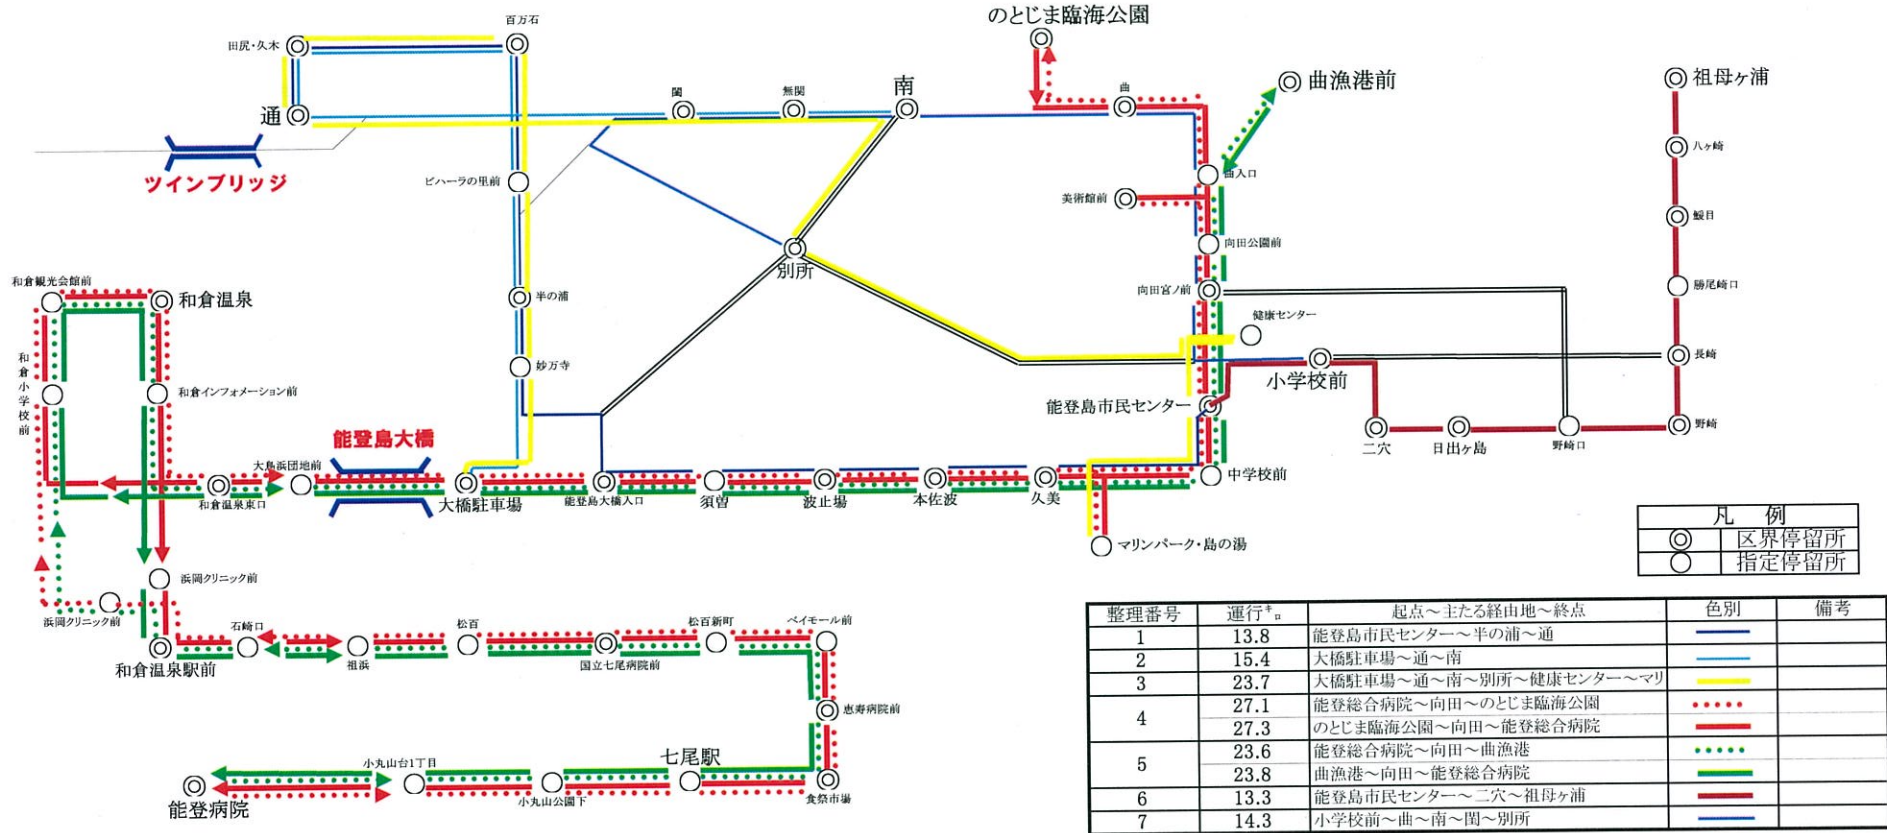 のとじま臨海公園
百万石
田尻・久木
通
閨
無関
南
曲
曲漁港前
祖母ヶ浦
ツインブリッジ
ビハーラの里前
曲入口
美術館前
八ヶ崎
鰀目
向田公園前
別所
半の浦
向田宮ノ前
勝尾崎口
健康センター
和倉観光会館前
和倉温泉
和倉小学校前
和倉インフォメーション前
妙万寺
小学校前
長崎
能登島市民センター
二穴
日出ヶ島
野崎口
野崎
能登島大橋
大島浜団地前
和倉温泉東口
大橋駐車場
能登島大橋入口
須曽
波止場
本佐波
久美
中学校前
マリンパーク・島の湯
浜岡クリニック前
浜岡クリニック前
和倉温泉駅前
石崎口
祖浜
松百
国立七尾病院前
松百新町
ベイモール前
恵寿病院前
能登病院
小丸山台1丁目
小丸山公園下
七尾駅
食祭市場
凡 例
区界停留所
指定停留所
整理番号 運行㌔ 起点～主たる経由地～終点 色別 備考
1 13.8 能登島市民センター～半の浦～通
2 15.4 大橋駐車場～通～南
3 23.7 大橋駐車場～通～南～別所～健康センター～マリ
4 27.1 能登総合病院～向田～のとじま臨海公園
27.3 のとじま臨海公園～向田～能登総合病院
5 23.6 能登総合病院～向田～曲漁港
23.8 曲漁港～向田～能登総合病院
6 13.3 能登島市民センター～二穴～祖母ヶ浦
7 14.3 小学校前～曲～南～閨～別所